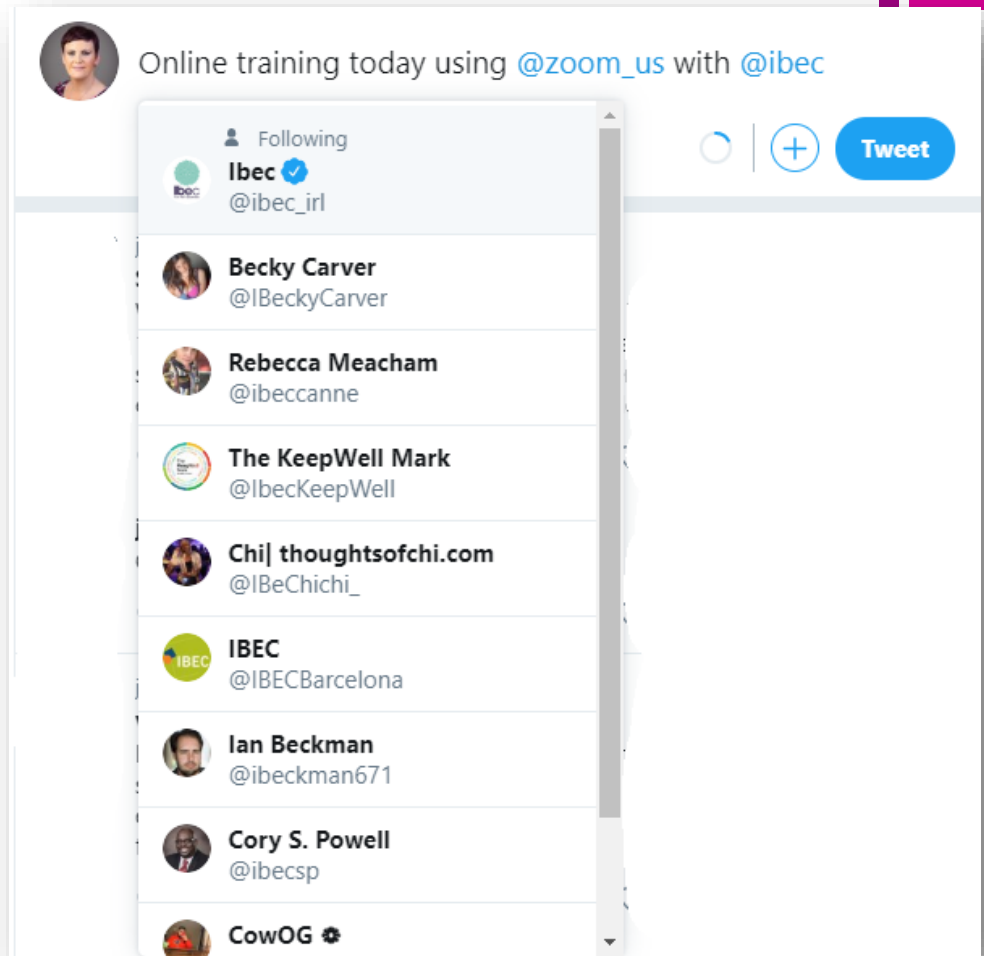 Online training today using @zoom_us with @ibec
Following
Tweet
Ibec
@ibec_irl
Becky Carver
@IBeckyCarver
Rebecca Meacham
@ibeccanne
The KeepWell Mark
@IbecKeepWell
Chi| thoughtsofchi.com
@IBeChichi_
IBEC
IBEC
@IBECBarcelona
Ian Beckman
@ibeckman671
Cory S. Powell
@ibecsp
CowOG